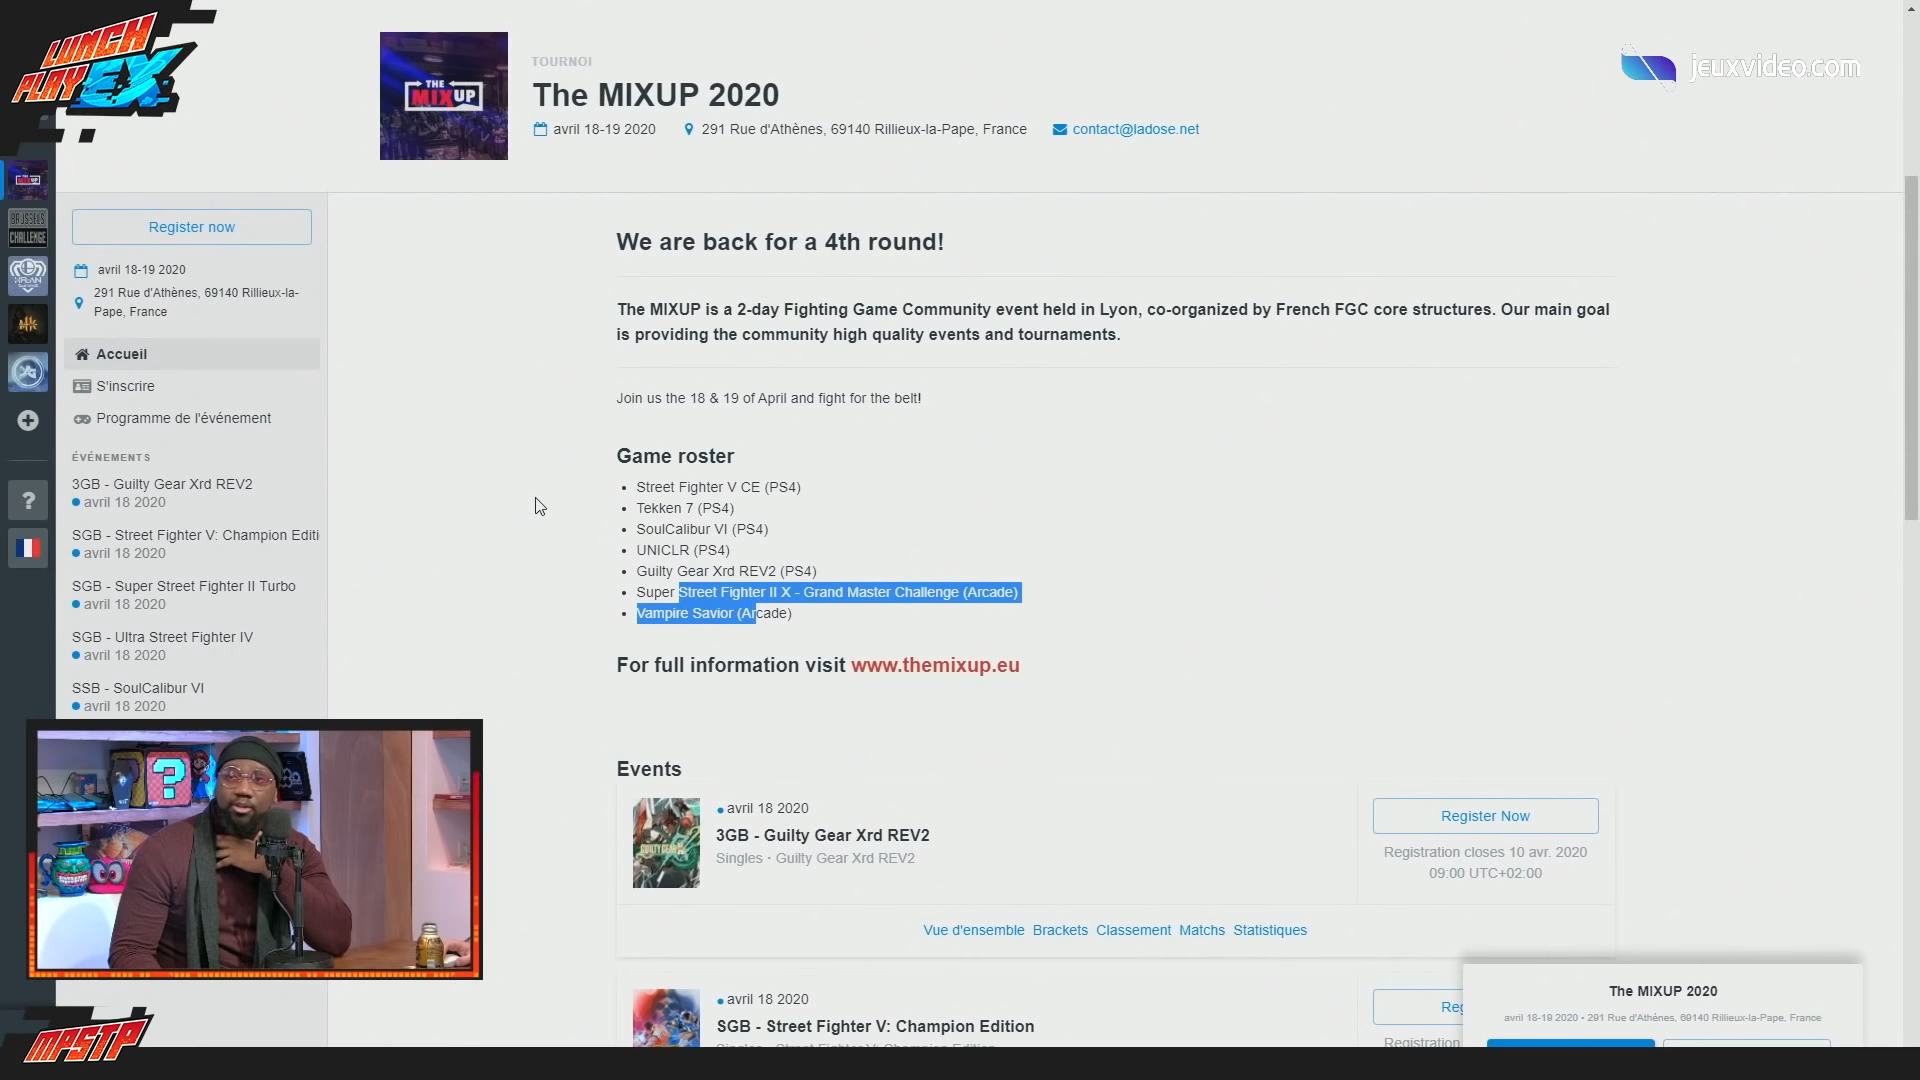 LUNCH
PLAY EX
THE
MIXUP
TOURNOI
The MIXUP 2020
avril 18-19 2020
291 Rue d'Athènes, 69140 Rillieux-la-Pape, France
contact@ladose.net
jeuxvideo.com
BRUSSELS
CHALLENGE
Register now
avril 18-19 2020
291 Rue d'Athènes, 69140 Rillieux-la-
Pape, France
Accueil
S'inscrire
Programme de l'événement
ÉVÉNEMENTS
3GB - Guilty Gear Xrd REV2
avril 18 2020
SGB - Street Fighter V: Champion Editi
avril 18 2020
SGB - Super Street Fighter II Turbo
avril 18 2020
SGB - Ultra Street Fighter IV
avril 18 2020
SSB - SoulCalibur VI
avril 18 2020
We are back for a 4th round!
The MIXUP is a 2-day Fighting Game Community event held in Lyon, co-organized by French FGC core structures. Our main goal
is providing the community high quality events and tournaments.
Join us the 18 & 19 of April and fight for the belt!
Game roster
• Street Fighter V CE (PS4)
• Tekken 7 (PS4)
• SoulCalibur VI (PS4)
• UNICLR (PS4)
• Guilty Gear Xrd REV2 (PS4)
• Super Street Fighter II X - Grand Master Challenge (Arcade)
• Vampire Savior (Arcade)
For full information visit www.themixup.eu
Events
avril 18 2020
3GB - Guilty Gear Xrd REV2
Singles · Guilty Gear Xrd REV2
Register Now
Registration closes 10 avr. 2020
09:00 UTC+02:00
Vue d'ensemble Brackets Classement Matchs Statistiques
avril 18 2020
SGB - Street Fighter V: Champion Edition
Singles · Street Fighter V: Champion Edition
Reg
Registration
The MIXUP 2020
avril 18-19 2020 • 291 Rue d'Athènes, 69140 Rillieux-la-Pape, France
MPSTP